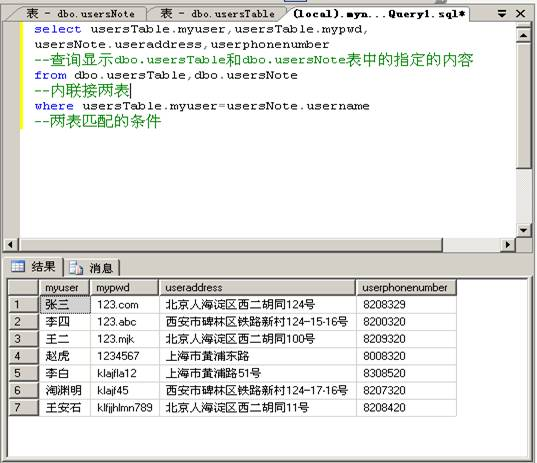 表 - dbo.usersNote 表 - dbo.usersTable (local).myn...Query1.sql*
select usersTable.myuser,usersTable.mypwd,
usersNote.useraddress,userphonenumber
--查询显示dbo.usersTable和dbo.usersNote表中的指定的内容
from dbo.usersTable,dbo.usersNote
--内联接两表
where usersTable.myuser=usersNote.username
--两表匹配的条件
结果 消息
myuser mypwd useraddress userphonenumber
1 张三 123.com 北京人海淀区西二胡同124号 8208329
2 李四 123.abc 西安市碑林区铁路新村124-15-16号 8200320
3 王二 123.mjk 北京人海淀区西二胡同100号 8209320
4 赵虎 1234567 上海市黄浦东路 8008320
5 李白 klajfla12 上海市黄浦路51号 8308520
6 淘渊明 klajf45 西安市碑林区铁路新村124-17-16号 8207320
7 王安石 klfjjhlmn789 北京人海淀区西二胡同11号 8208420